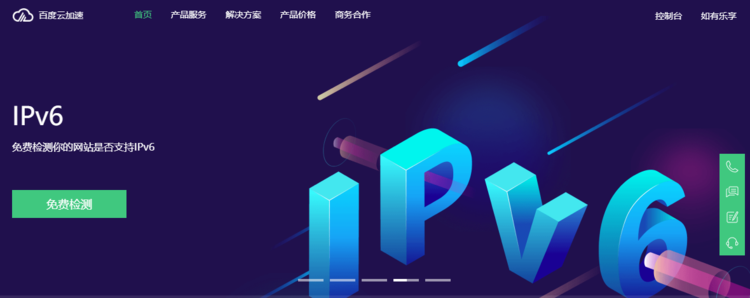 百度云加速
首页 产品服务 解决方案 产品价格 商务合作
控制台 如有乐享
IPv6
免费检测你的网站是否支持IPv6
免费检测
IPV6